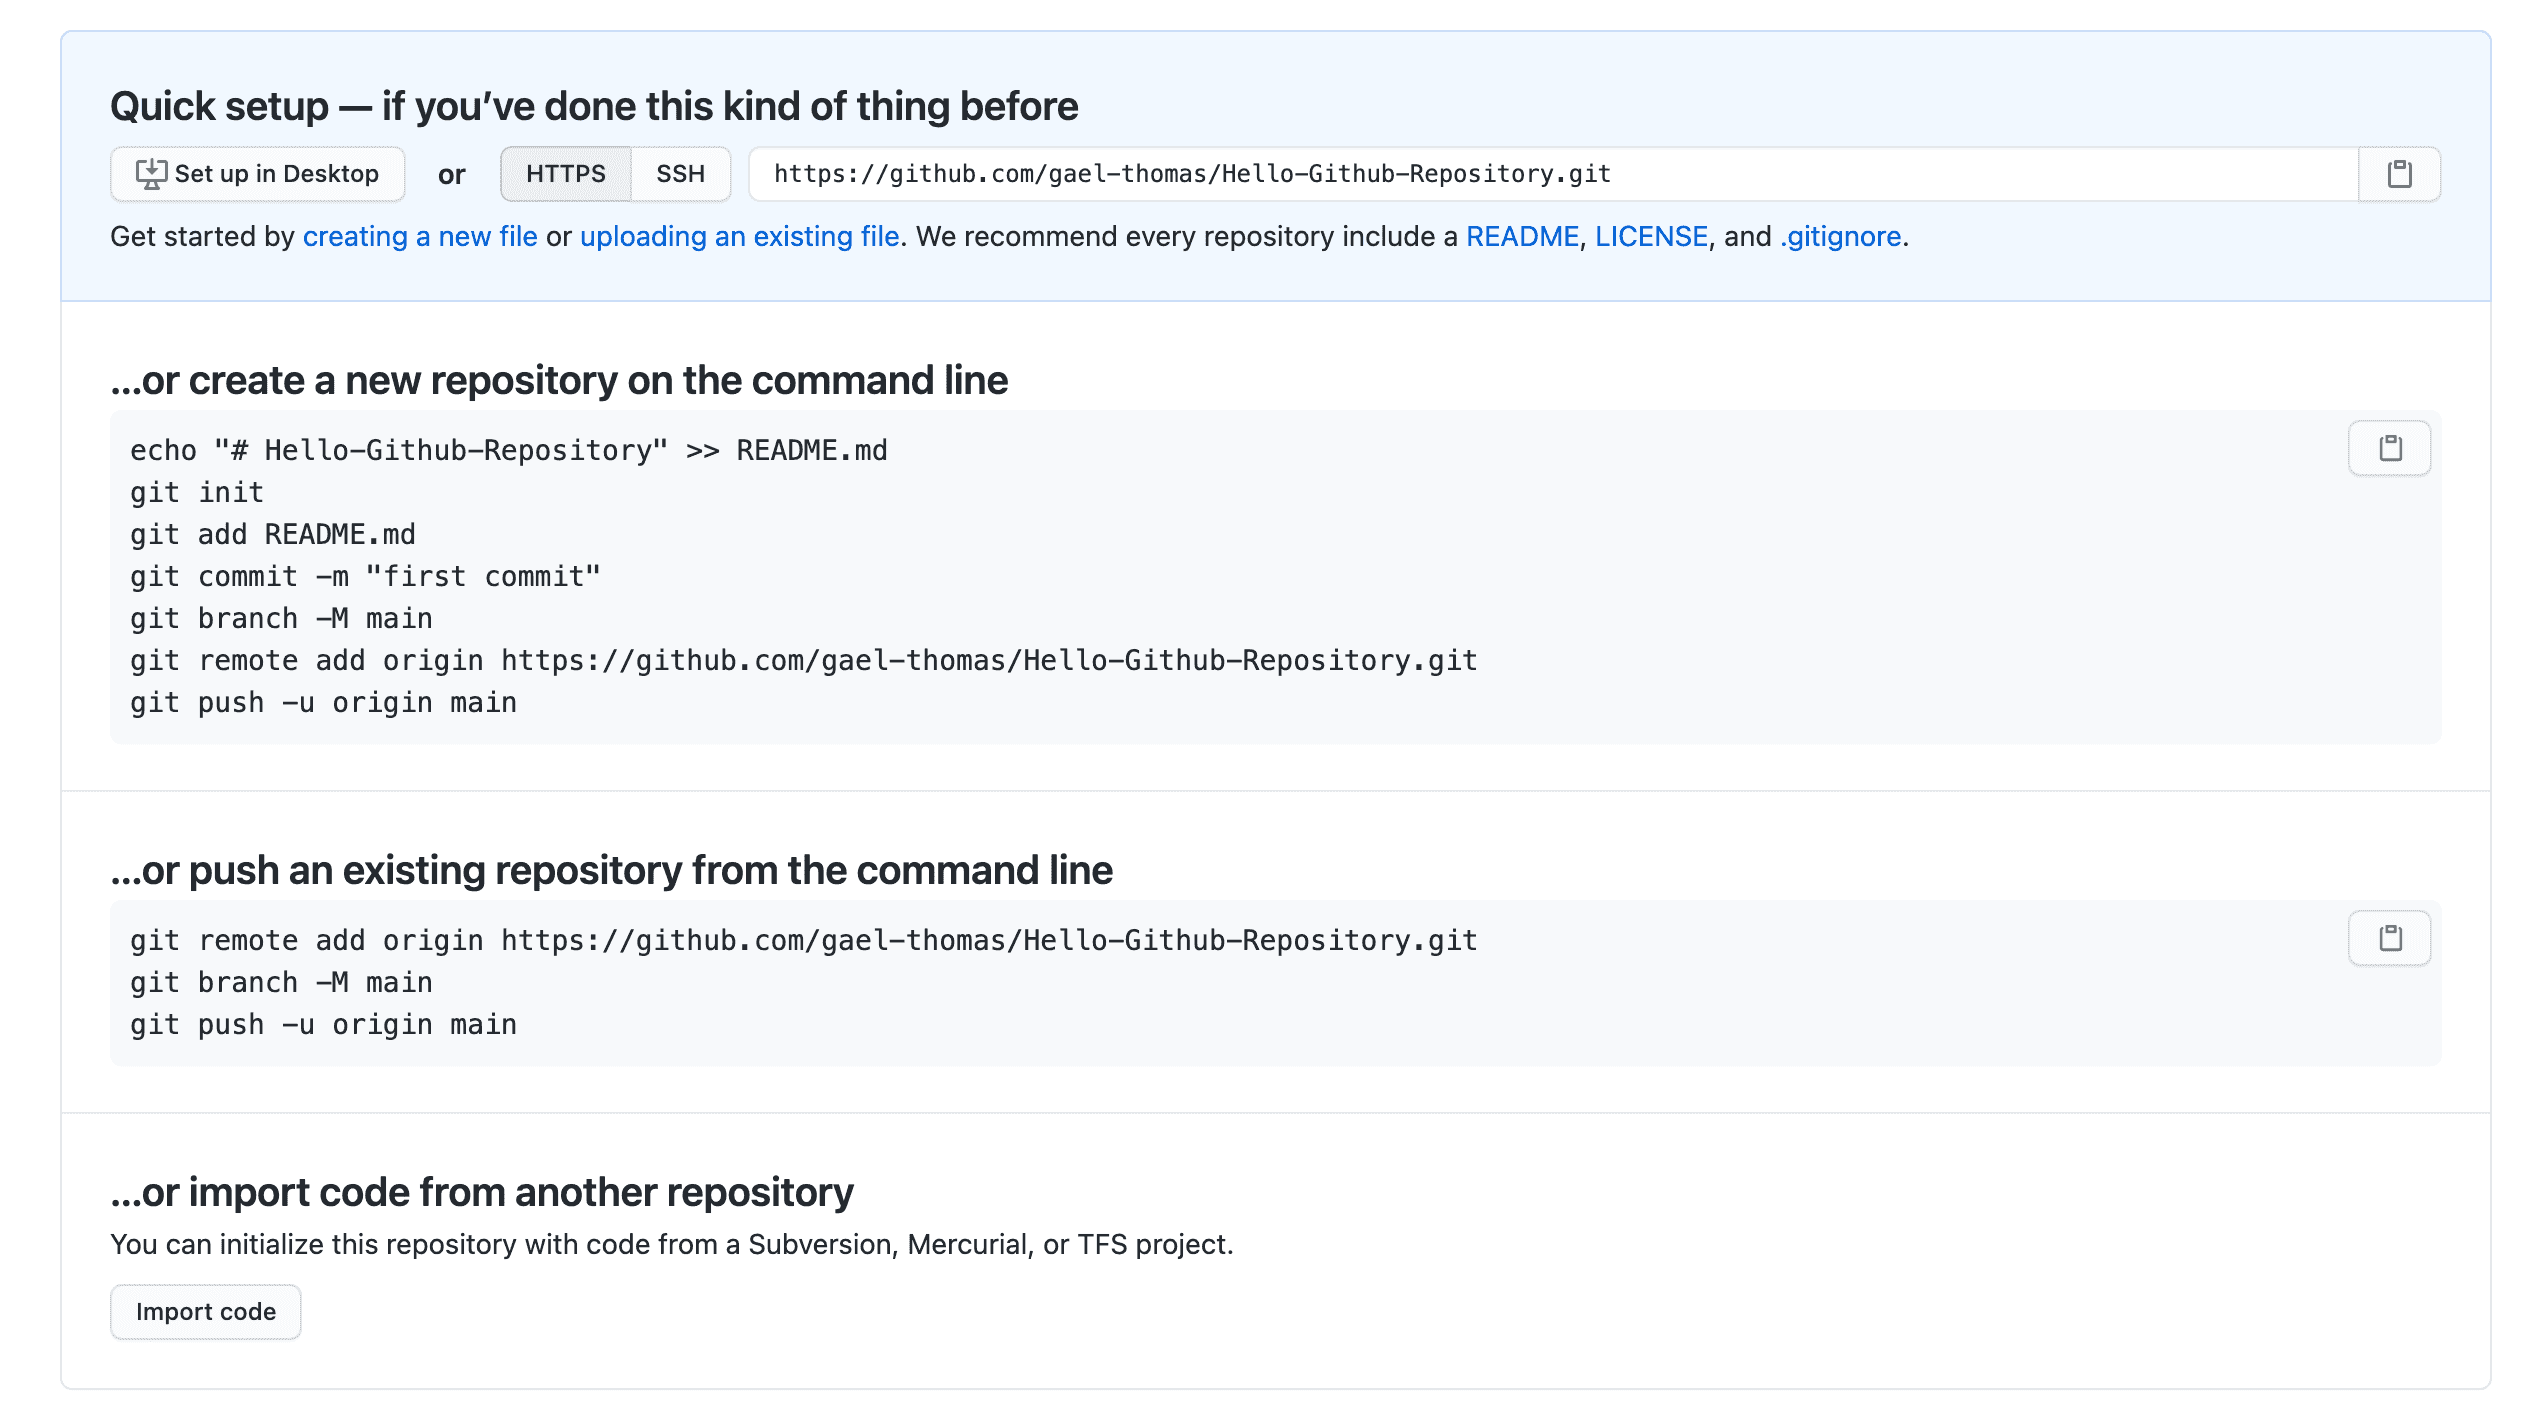 Quick setup — if you’ve done this kind of thing before
Set up in Desktop or HTTPS SSH https://github.com/gael-thomas/Hello-Github-Repository.git
Get started by creating a new file or uploading an existing file. We recommend every repository include a README, LICENSE, and .gitignore.
…or create a new repository on the command line
echo "# Hello-Github-Repository" >> README.md
git init
git add README.md
git commit -m "first commit"
git branch -M main
git remote add origin https://github.com/gael-thomas/Hello-Github-Repository.git
git push -u origin main
…or push an existing repository from the command line
git remote add origin https://github.com/gael-thomas/Hello-Github-Repository.git
git branch -M main
git push -u origin main
…or import code from another repository
You can initialize this repository with code from a Subversion, Mercurial, or TFS project.
Import code